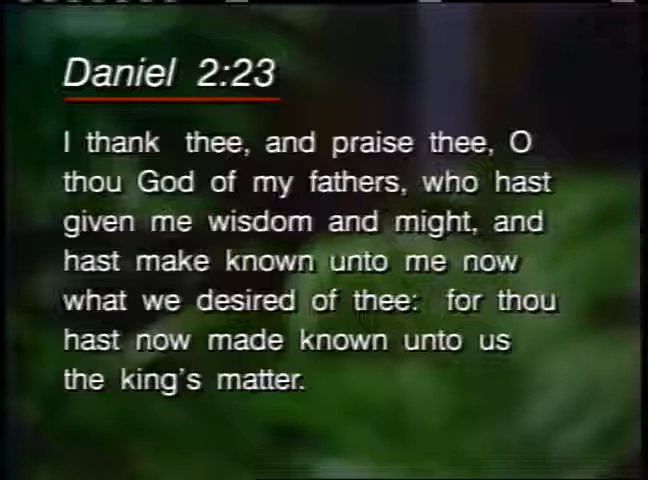 Daniel 2:23
I thank thee, and praise thee, O
thou God of my fathers, who hast
given me wisdom and might, and
hast make known unto me now
what we desired of thee: for thou
hast now made known unto us
the king's matter.